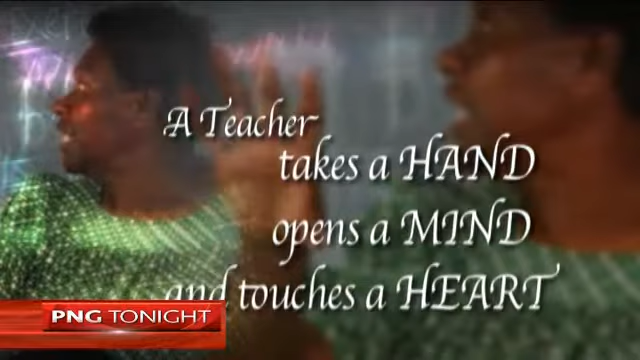 A Teacher
takes a HAND
opens a MIND
and touches a HEART
PNG TONIGHT